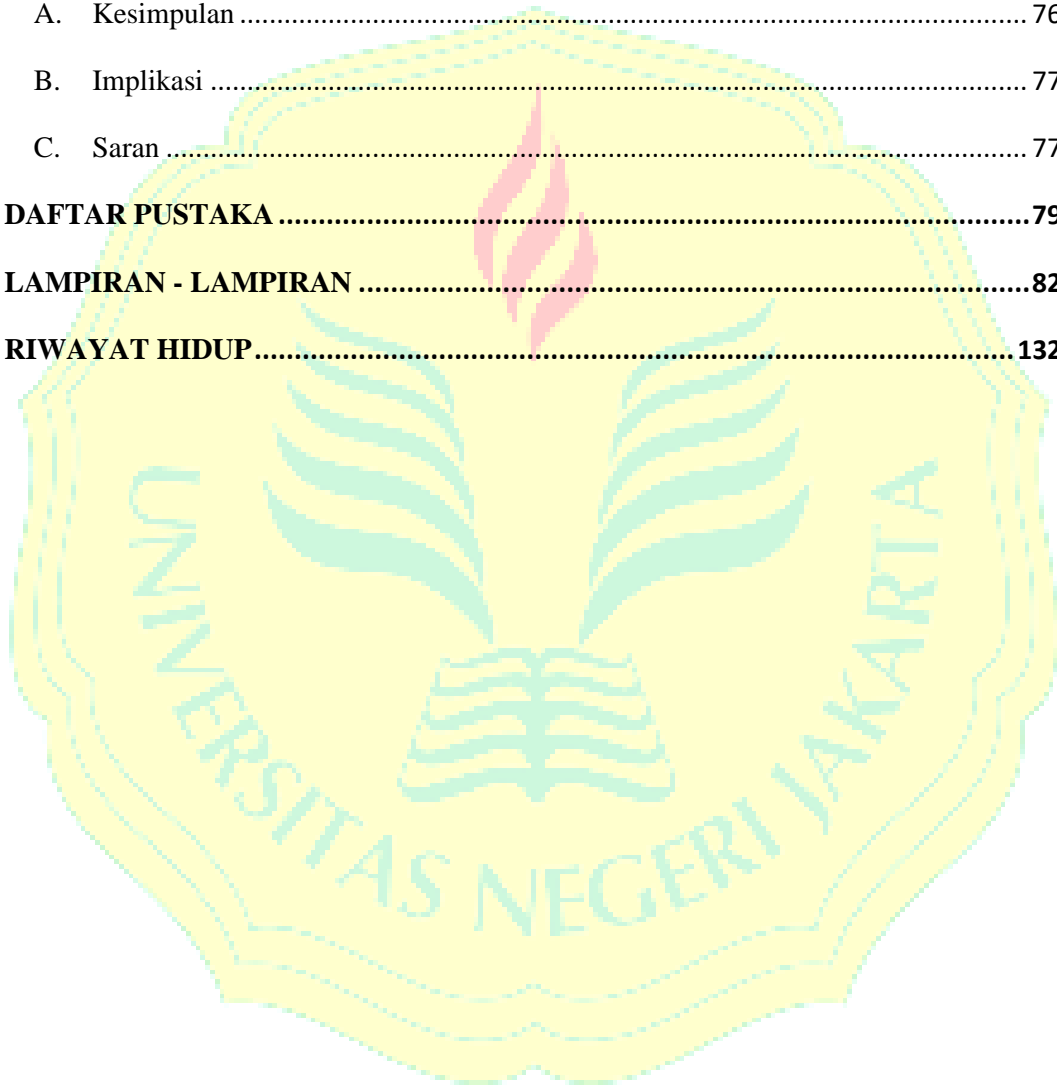 A. Kesimpulan ........................................................................................................ 76
B. Implikasi ............................................................................................................ 77
C. Saran .................................................................................................................. 77
DAFTAR PUSTAKA ................................................................................................ 79
LAMPIRAN - LAMPIRAN ...................................................................................... 82
RIWAYAT HIDUP .................................................................................................. 132
UNIVERSITAS NEGERI JAKARTA